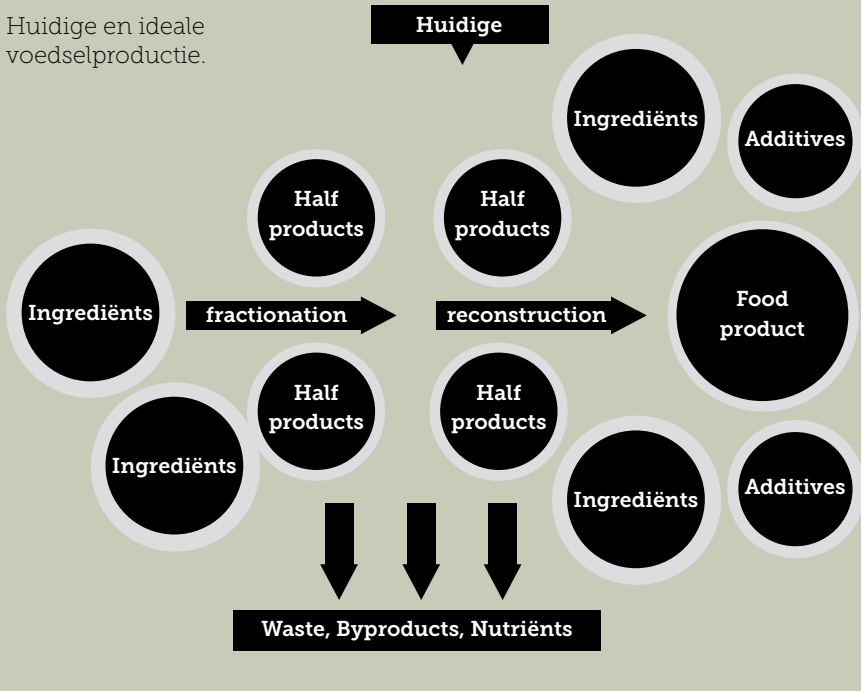 Huidige en ideale
voedselproductie.
Huidige
Ingrediënts
Additives
Half
products
Half
products
Ingrediënts
fractionation
reconstruction
Food
product
Half
products
Half
products
Ingrediënts
Ingrediënts
Additives
Waste, Byproducts, Nutriënts